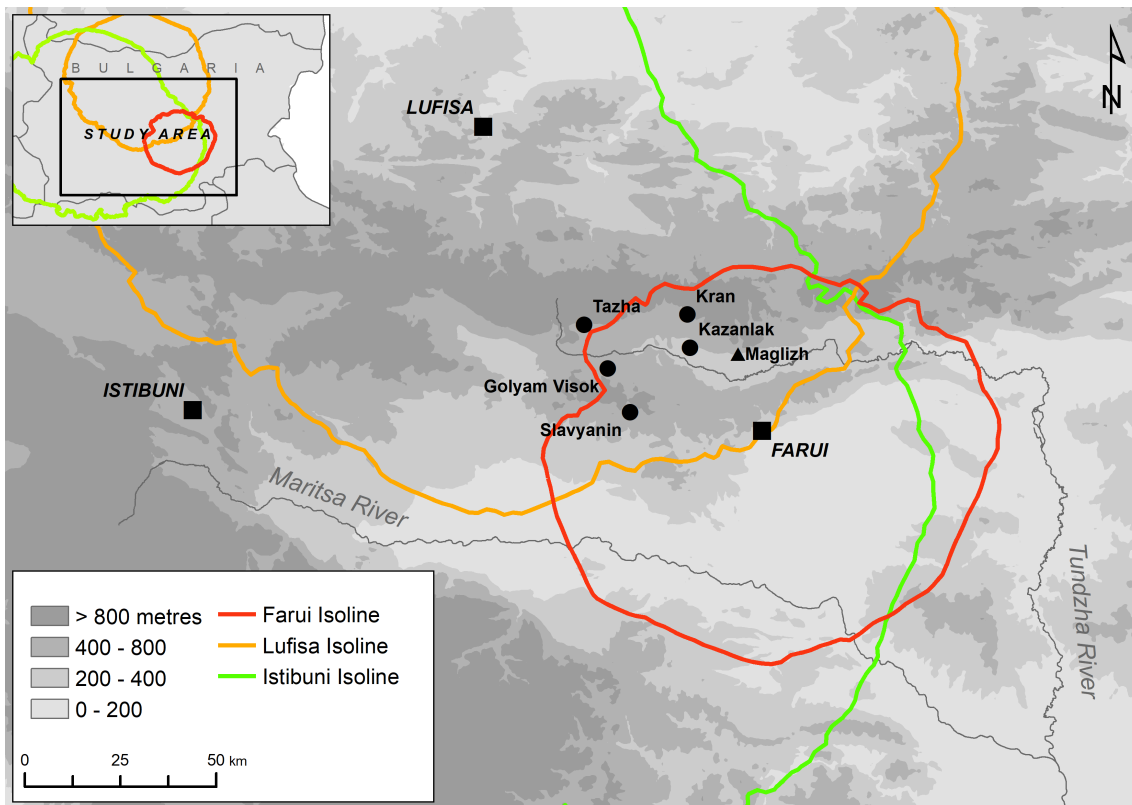 BULGARIA
STUDY AREA
N
LUFISA
Kran
Tazha
Kazanlak
Maglizh
Golyam Visok
ISTIBUNI
Slavyanin
FARUI
Maritsa River
Tundzha River
> 800 metres
400 - 800
200 - 400
0 - 200
Farui Isoline
Lufisa Isoline
Istibuni Isoline
0 25 50 km